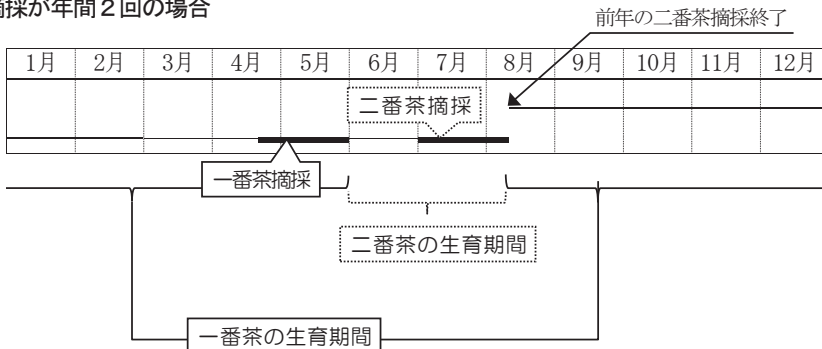 摘採が年間２回の場合
前年の二番茶摘採終了
1月 2月 3月 4月 5月 6月 7月 8月 9月 10月 11月 12月
二番茶摘採
一番茶摘採
二番茶の生育期間
一番茶の生育期間